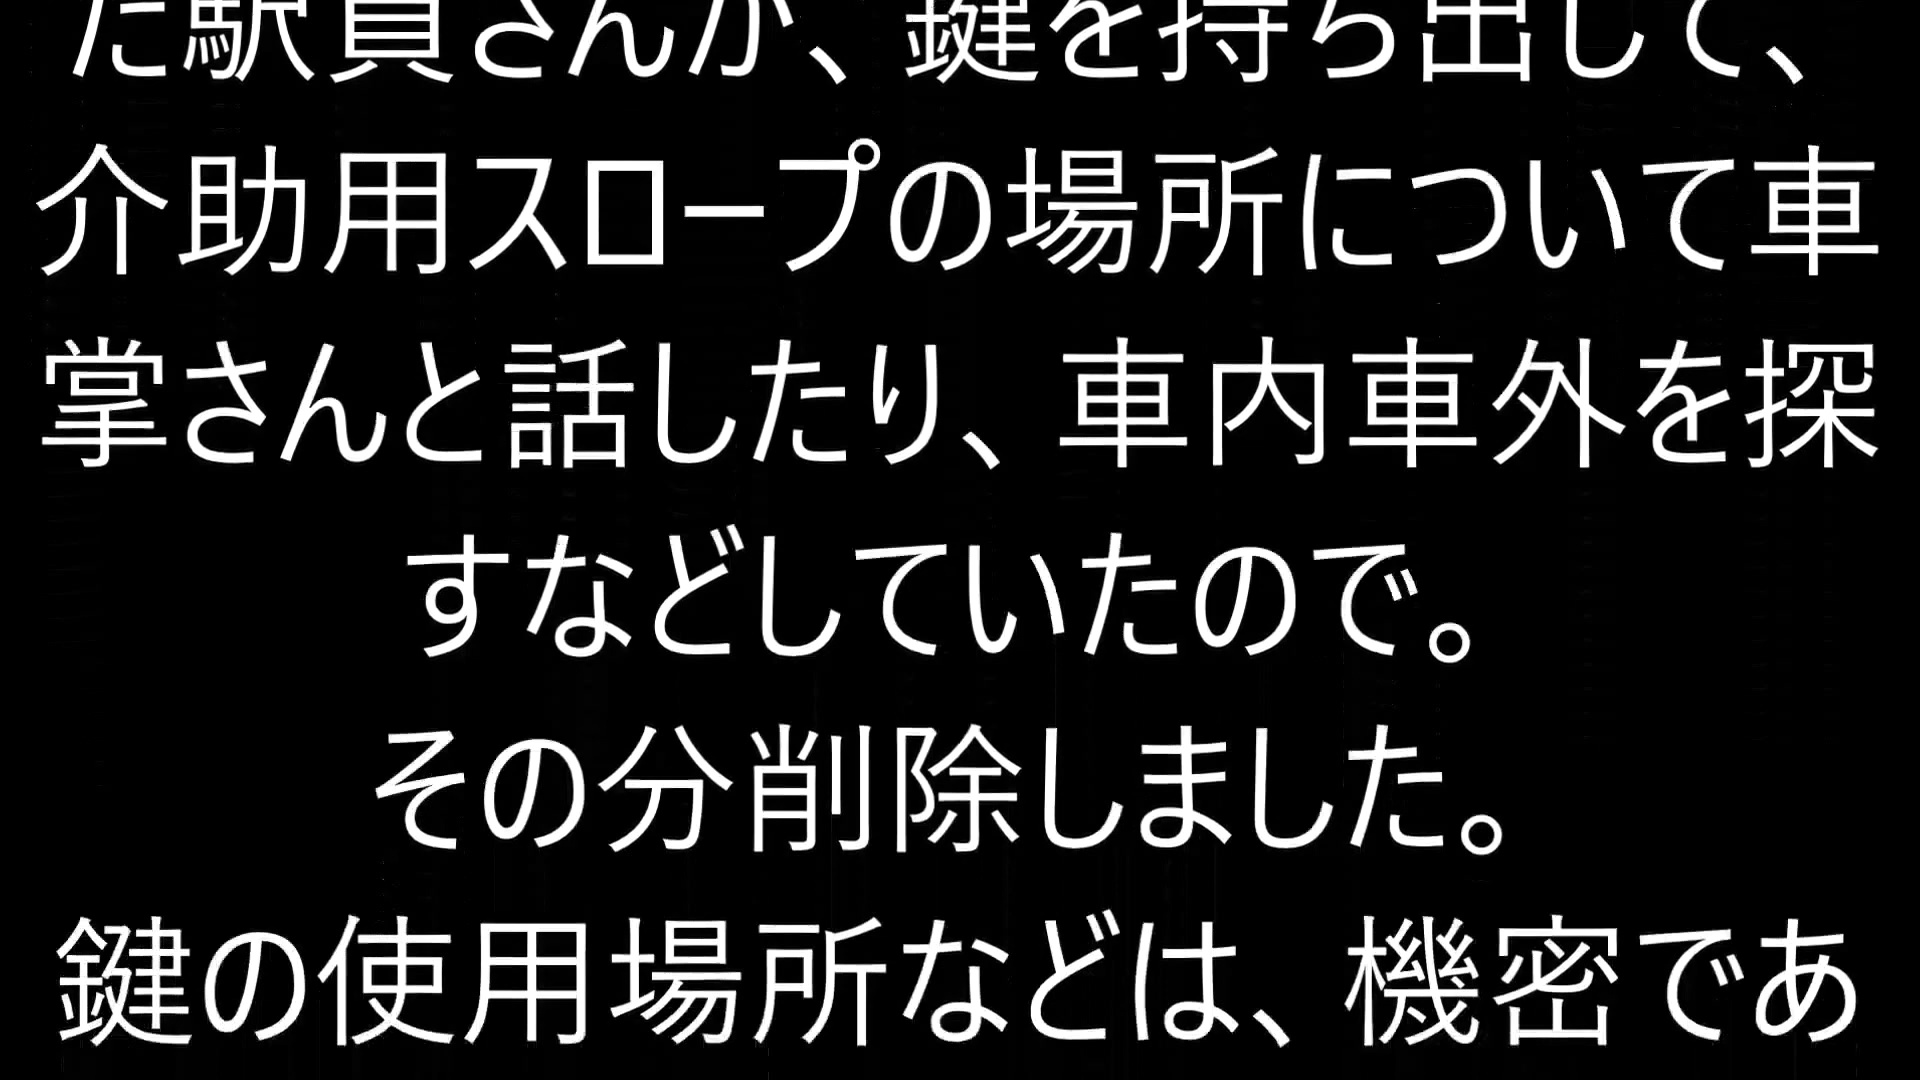 た駅員さんが、鍵を持ち出して、
介助用スロープの場所について車
掌さんと話したり、車内車外を探
すなどしていたので。
その分削除しました。
鍵の使用場所などは、機密であ